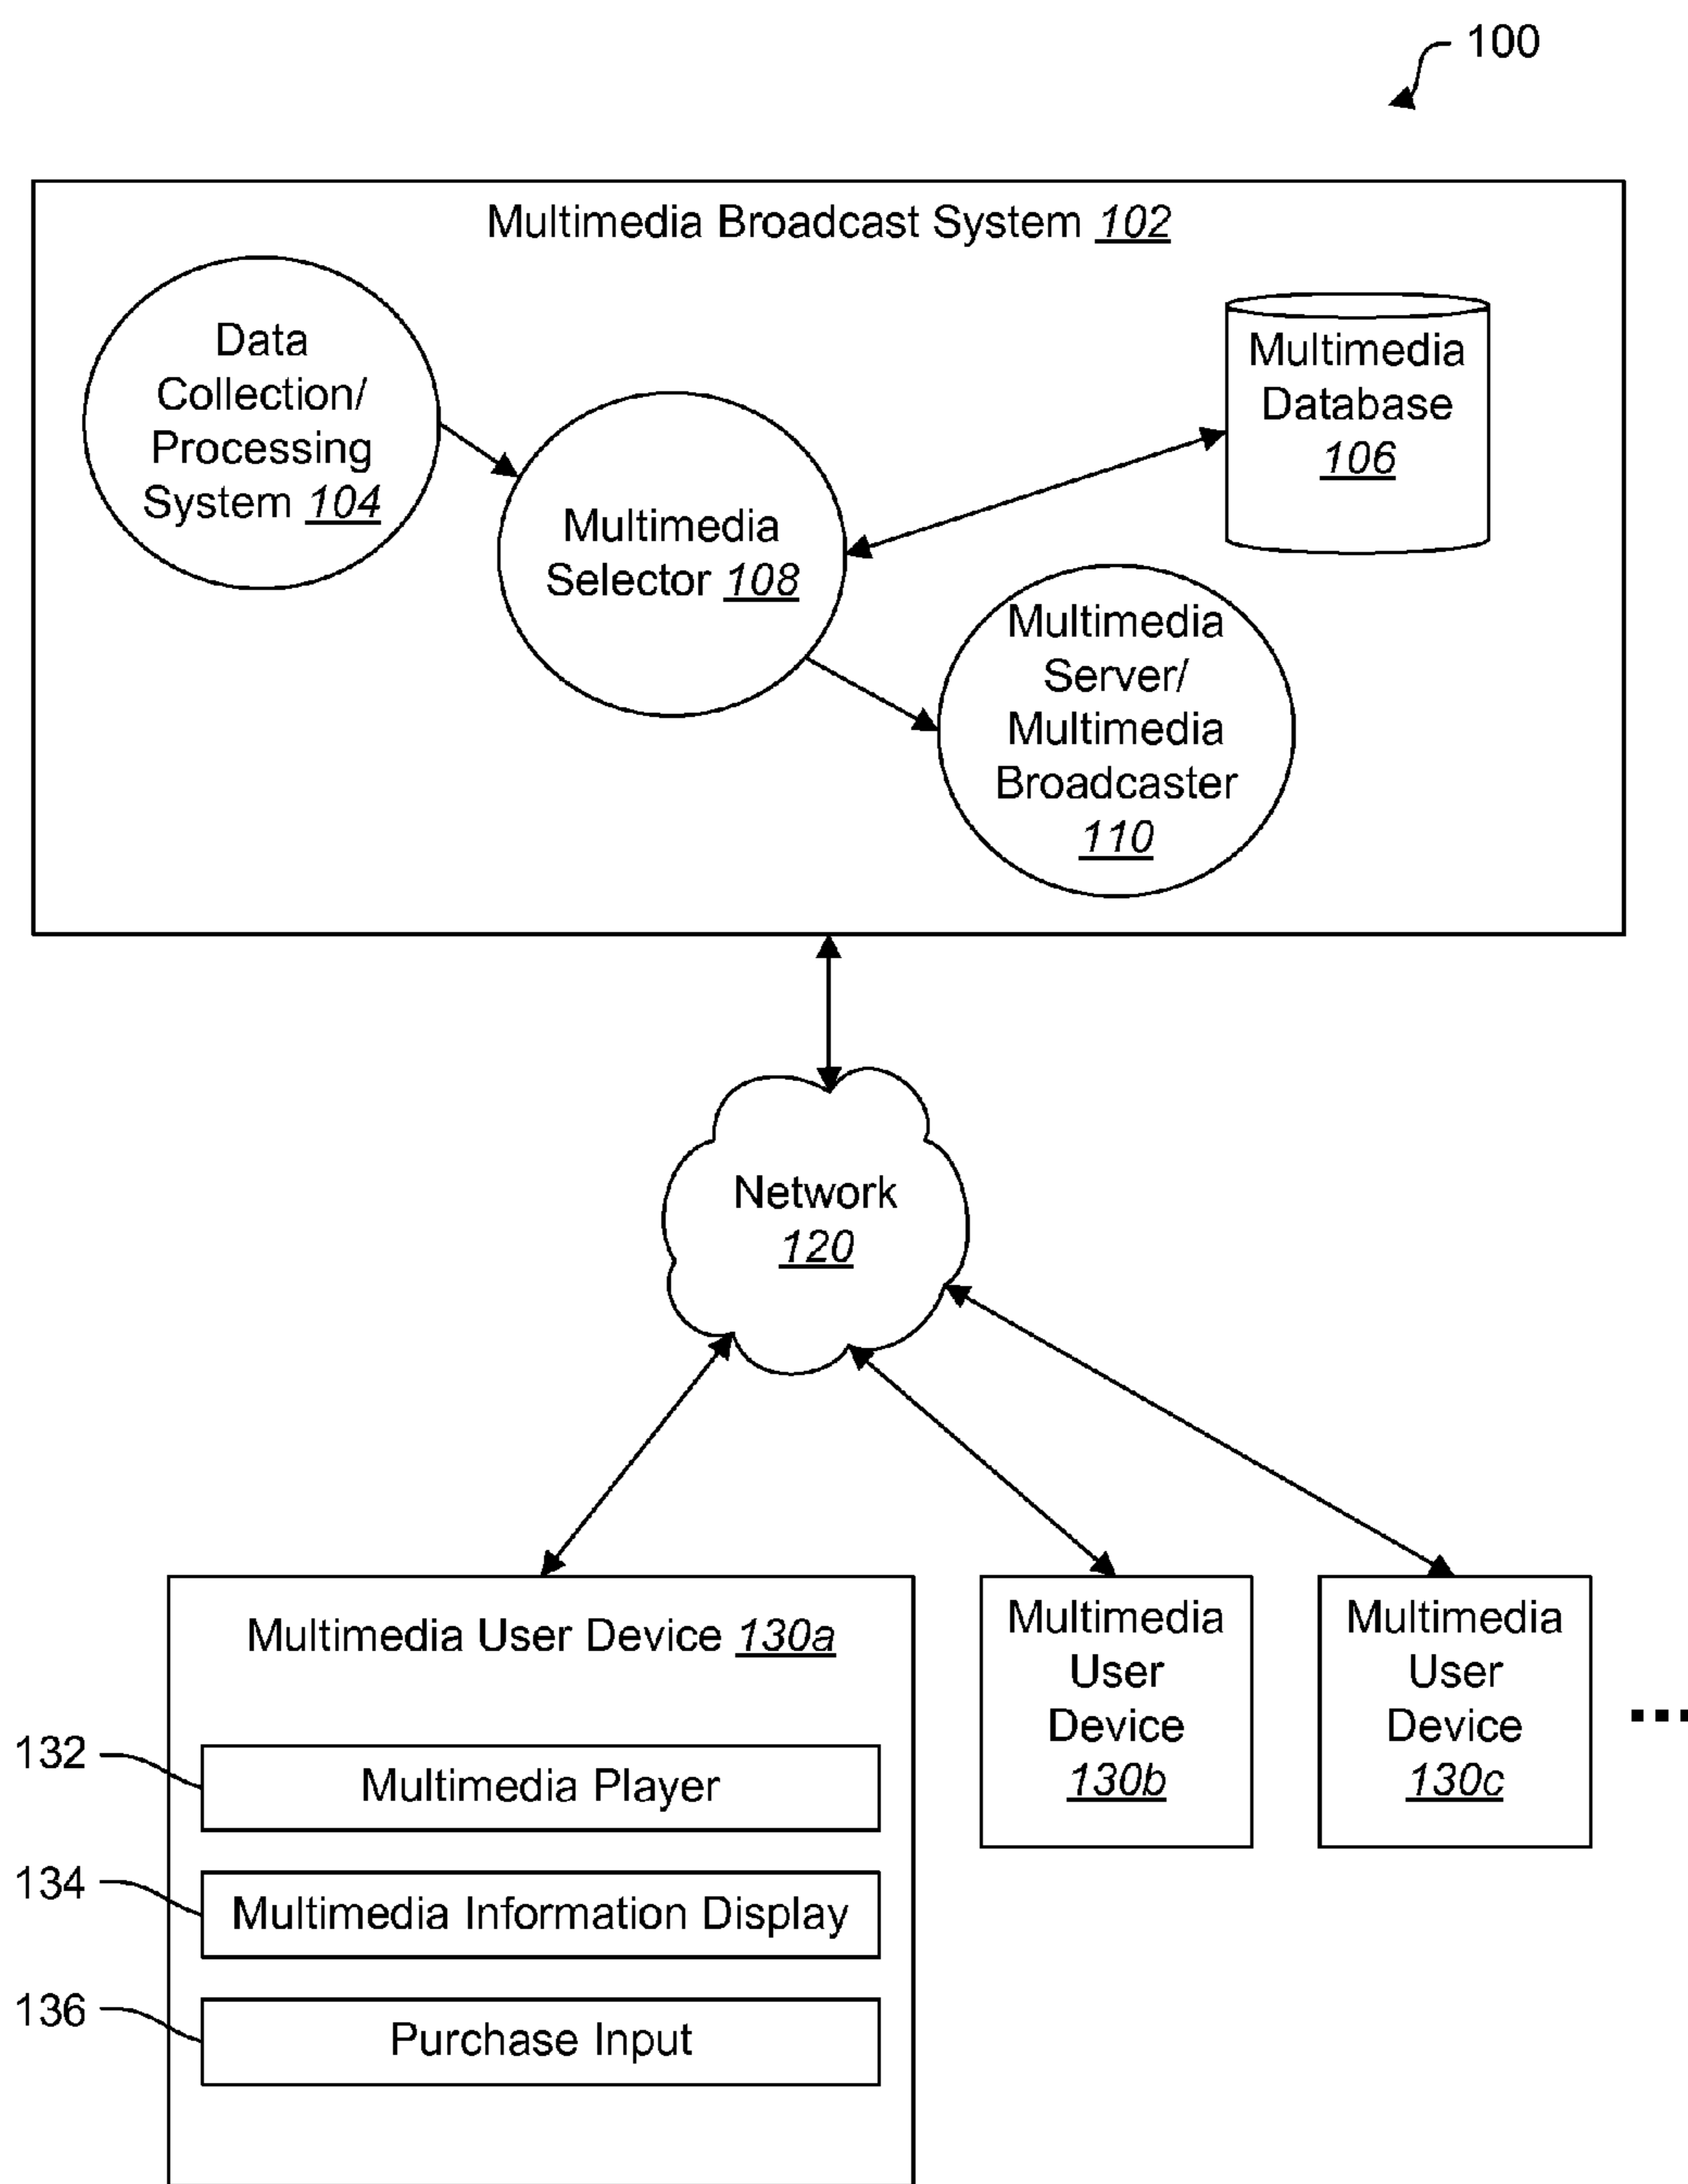 100
Multimedia Broadcast System 102
Data
Collection/
Processing
System 104
Multimedia
Database
106
Multimedia
Selector 108
Multimedia
Server/
Multimedia
Broadcaster
110
Network
120
Multimedia User Device 130a
132
Multimedia Player
134
Multimedia Information Display
136
Purchase Input
Multimedia
User
Device
130b
Multimedia
User
Device
130c
...